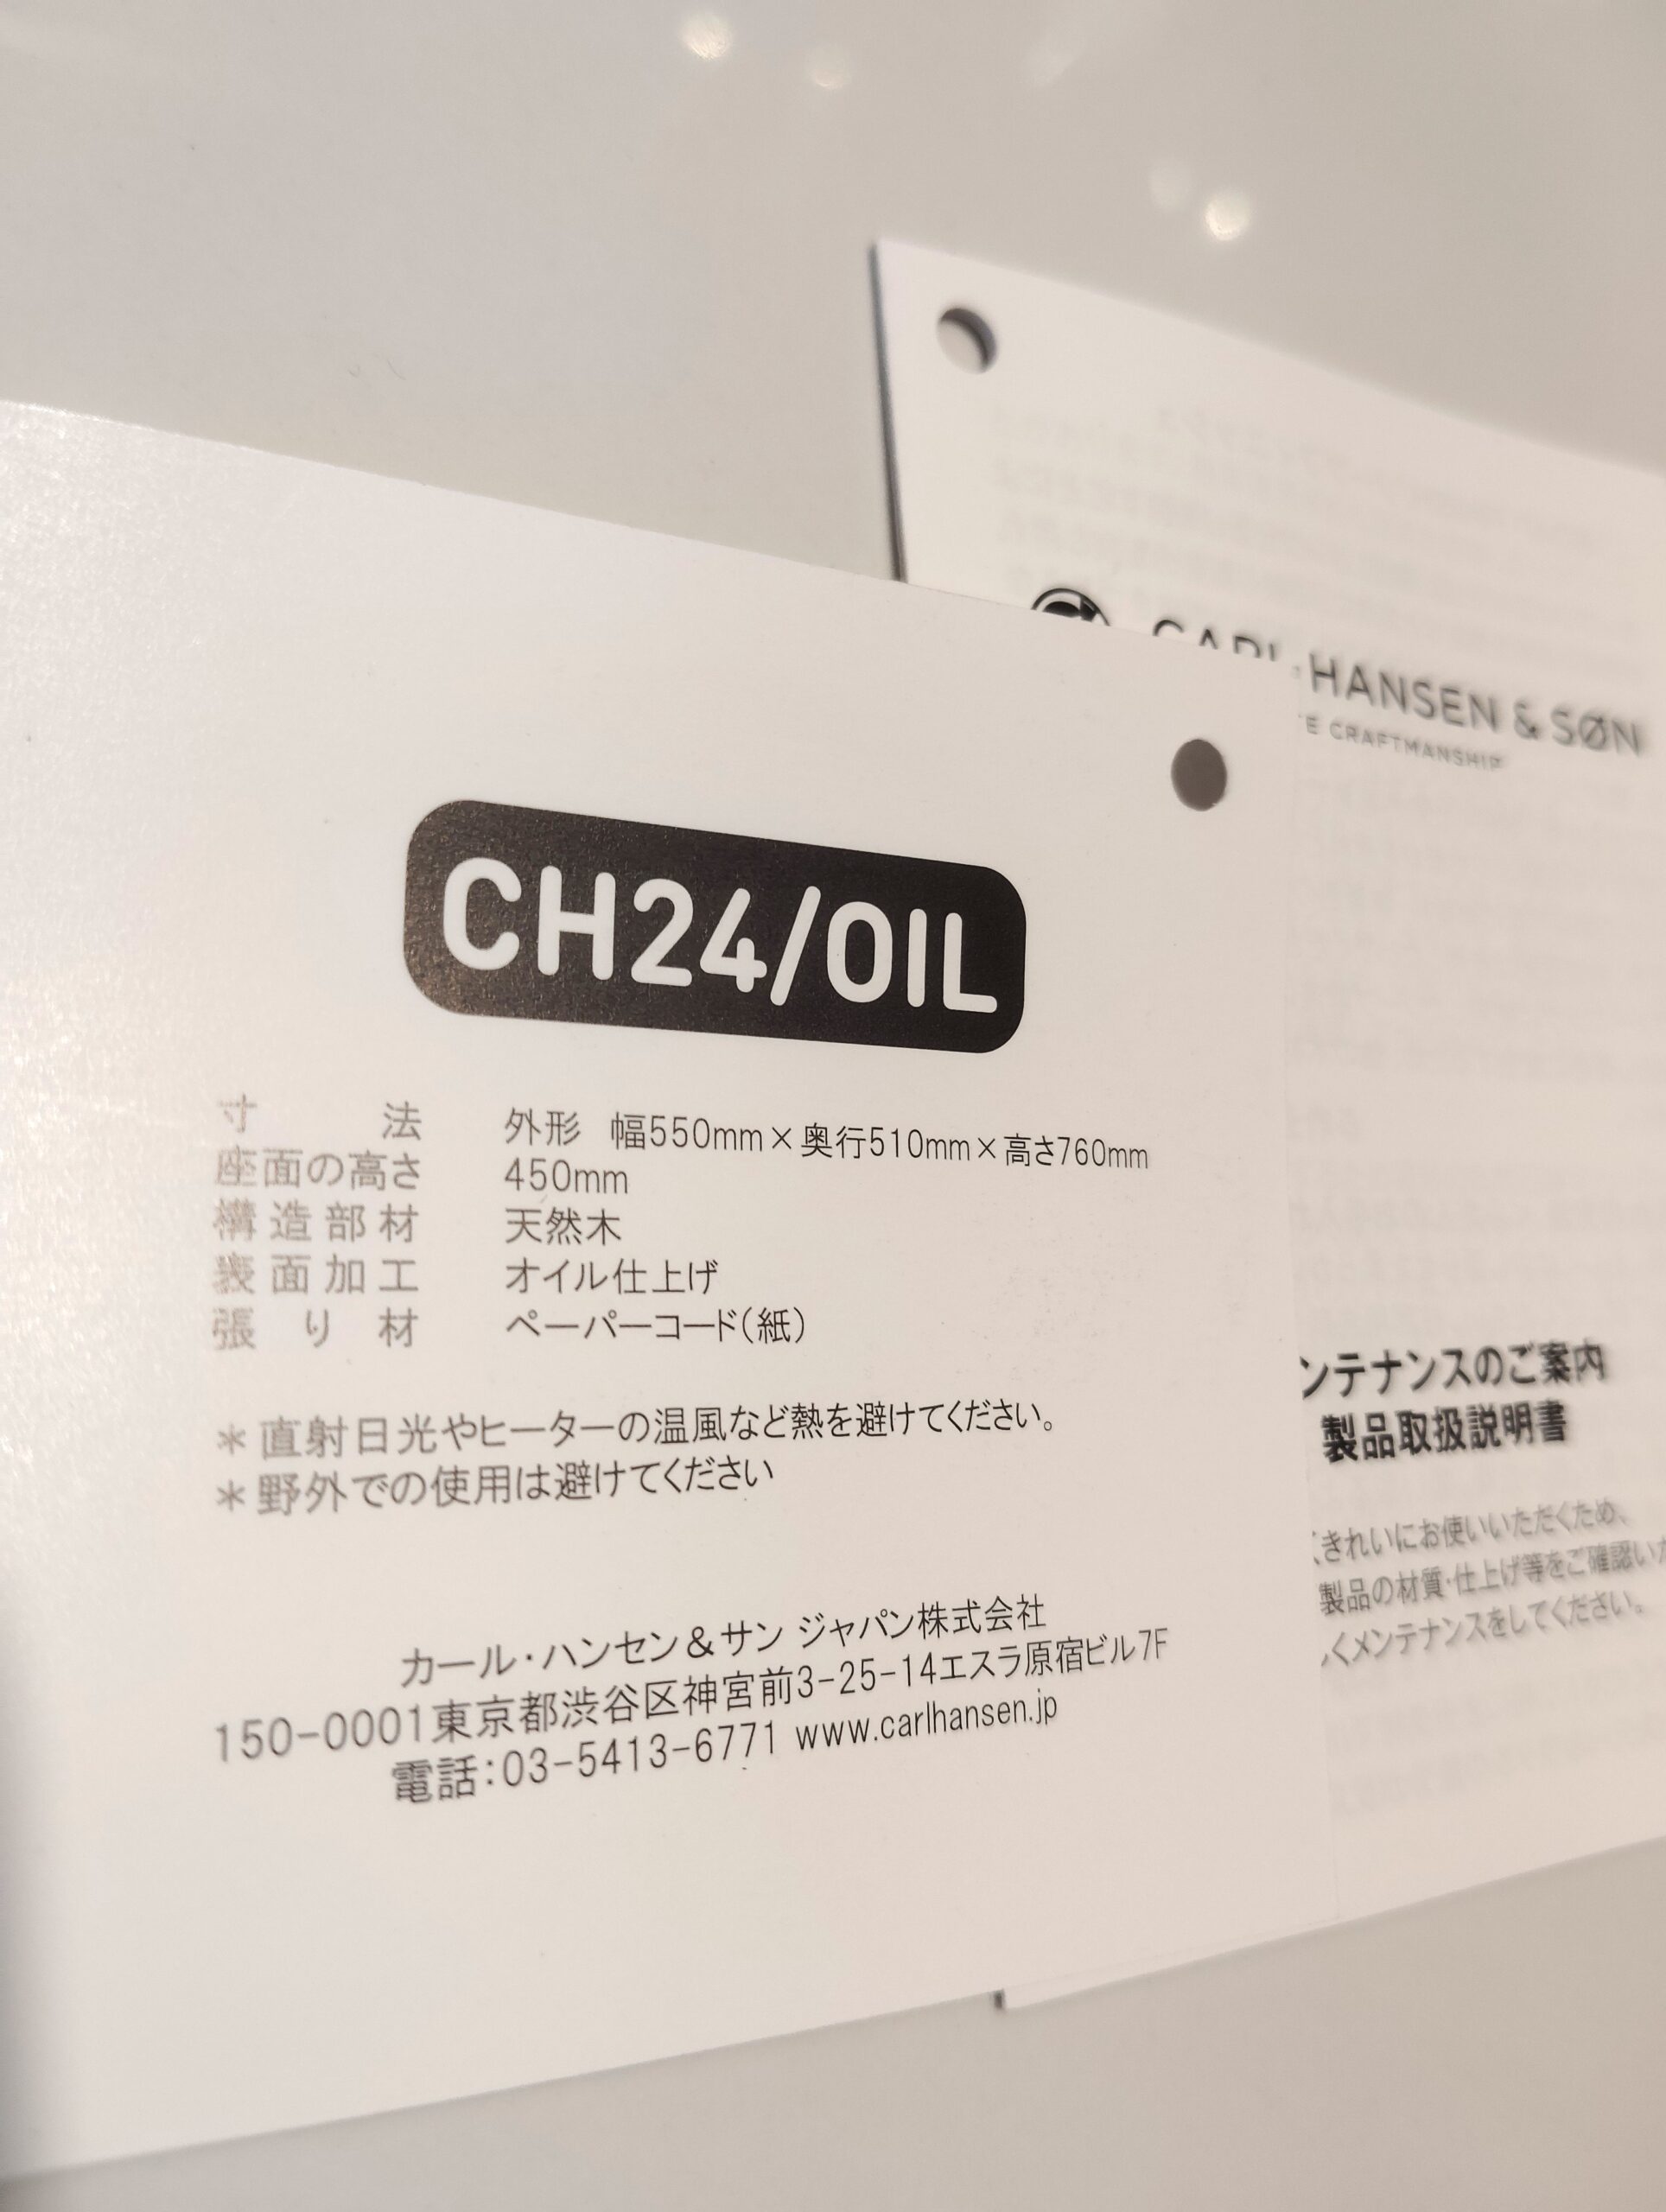 CARL HANSEN & SØN
CRAFTMANSHIP
CH24/OIL
寸法 外形 幅550mm×奥行510mm×高さ760mm
座面の高さ 450mm
構造部材 天然木
表面加工 オイル仕上げ
張り材 ペーパーコード(紙)
＊直射日光やヒーターの温風など熱を避けてください。
＊野外での使用は避けてください
カール・ハンセン＆サン ジャパン株式会社
150-0001東京都渋谷区神宮前3-25-14エスラ原宿ビル7F
電話:03-5413-6771 www.carlhansen.jp
ンテナンスのご案内
製品取扱説明書
きれいにお使いいただくため、
製品の材質・仕上げ等をご確認い
くメンテナンスをしてください。